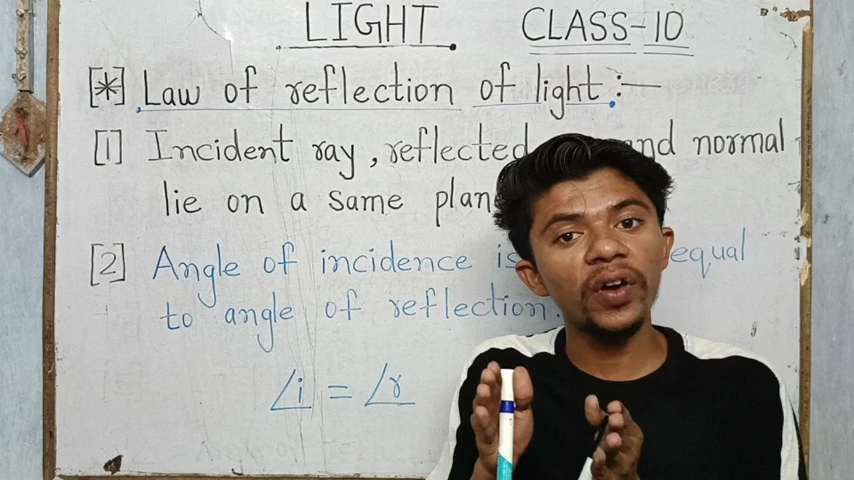 LIGHT CLASS-10
[*] Law of reflection of light :—
[1] Incident ray, reflected and normal
lie on a same plan
[2] Angle of incidence is equal
to angle of reflection.
∠i = ∠r